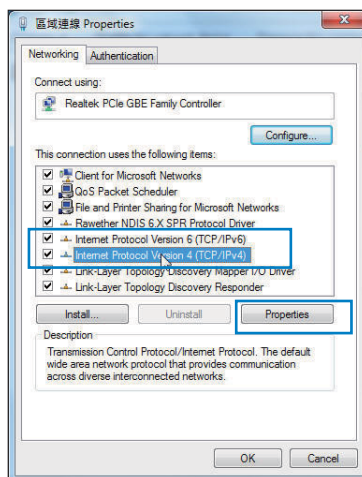 區域連線 Properties
Networking
Authentication
Connect using:
Realtek PCIe GBE Family Controller
Configure...
This connection uses the following items:
Client for Microsoft Networks
QoS Packet Scheduler
File and Printer Sharing for Microsoft Networks
Rawether NDIS 6.X SPR Protocol Driver
Internet Protocol Version 6 (TCP/IPv6)
Internet Protocol Version 4 (TCP/IPv4)
Link-Layer Topology Discovery Mapper I/O Driver
Link-Layer Topology Discovery Responder
Install...
Uninstall
Properties
Description
Transmission Control Protocol/Internet Protocol. The default
wide area network protocol that provides communication
across diverse interconnected networks.
OK
Cancel